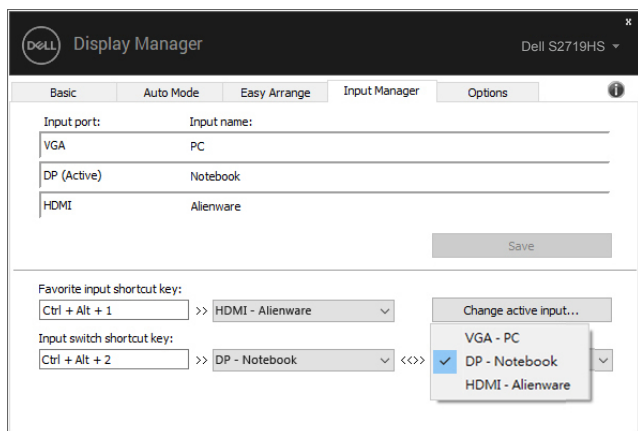 x
DELL Display Manager Dell S2719HS
Basic Auto Mode Easy Arrange Input Manager Options i
Input port: Input name:
VGA PC
DP (Active) Notebook
HDMI Alienware
Save
Favorite input shortcut key:
Ctrl + Alt + 1 >> HDMI - Alienware Change active input...
Input switch shortcut key:
VGA - PC
Ctrl + Alt + 2 >> DP - Notebook <<>> DP - Notebook
HDMI - Alienware